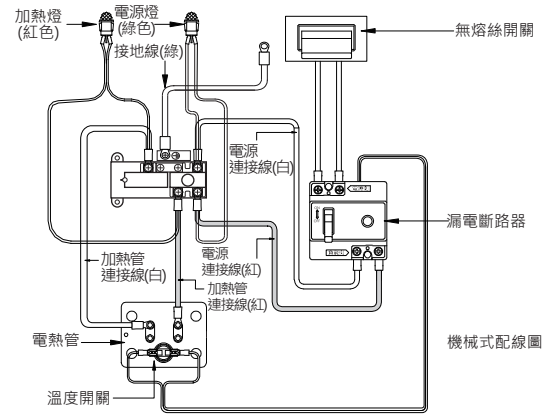 加熱燈
(紅色)
電源燈
(綠色)
接地線(綠)
無熔絲開關
電源
連接線(白)
漏電斷路器
電源
連接線(紅)
加熱管
連接線(白)
加熱管
連接線(紅)
電熱管
機械式配線圖
溫度開關